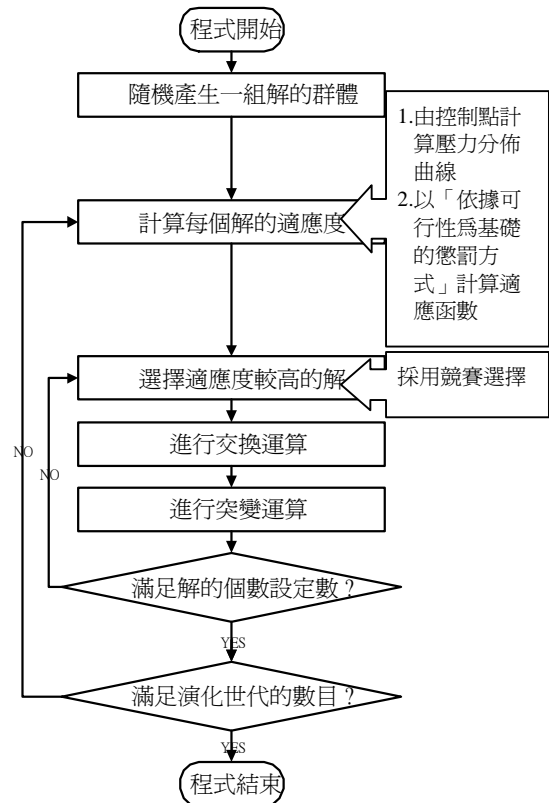 程式開始
隨機產生一組解的群體
1.由控制點計
算壓力分佈
曲線
2.以「依據可
行性為基礎
的懲罰方
式」計算適
應函數
計算每個解的適應度
選擇適應度較高的解
採用競賽選擇
進行交換運算
進行突變運算
滿足解的個數設定數？
NO
YES
滿足演化世代的數目？
NO
YES
程式結束